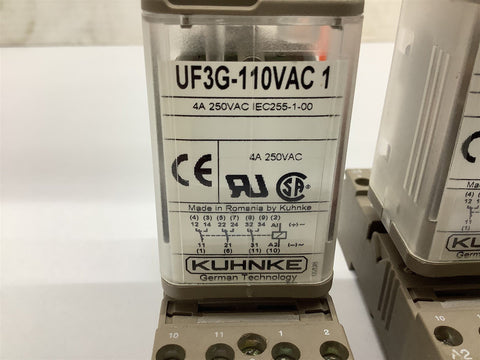 UF3G-110VAC 1
4A 250VAC IEC255-1-00
CE
4A 250VAC
Made in Romania by Kuhnke
(4) (3) (5) (7) (8) (9) (2)
12 14 22 24 32 34 A1 (+)~
11 21 31 A2 (-)~
(1) (6) (11) (10)
KUHNKE
German Technology
10 11 1 2
KUHNKE
10
A2